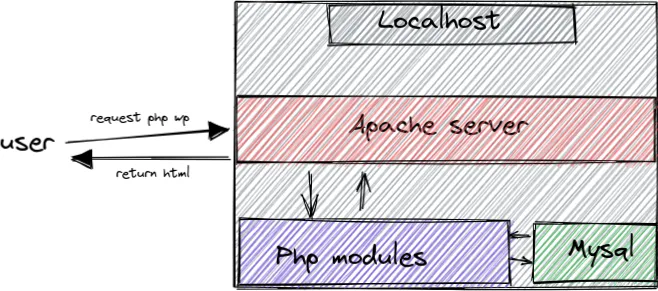 Localhost
request php wp
Apache server
user
return html
Php modules
Mysql